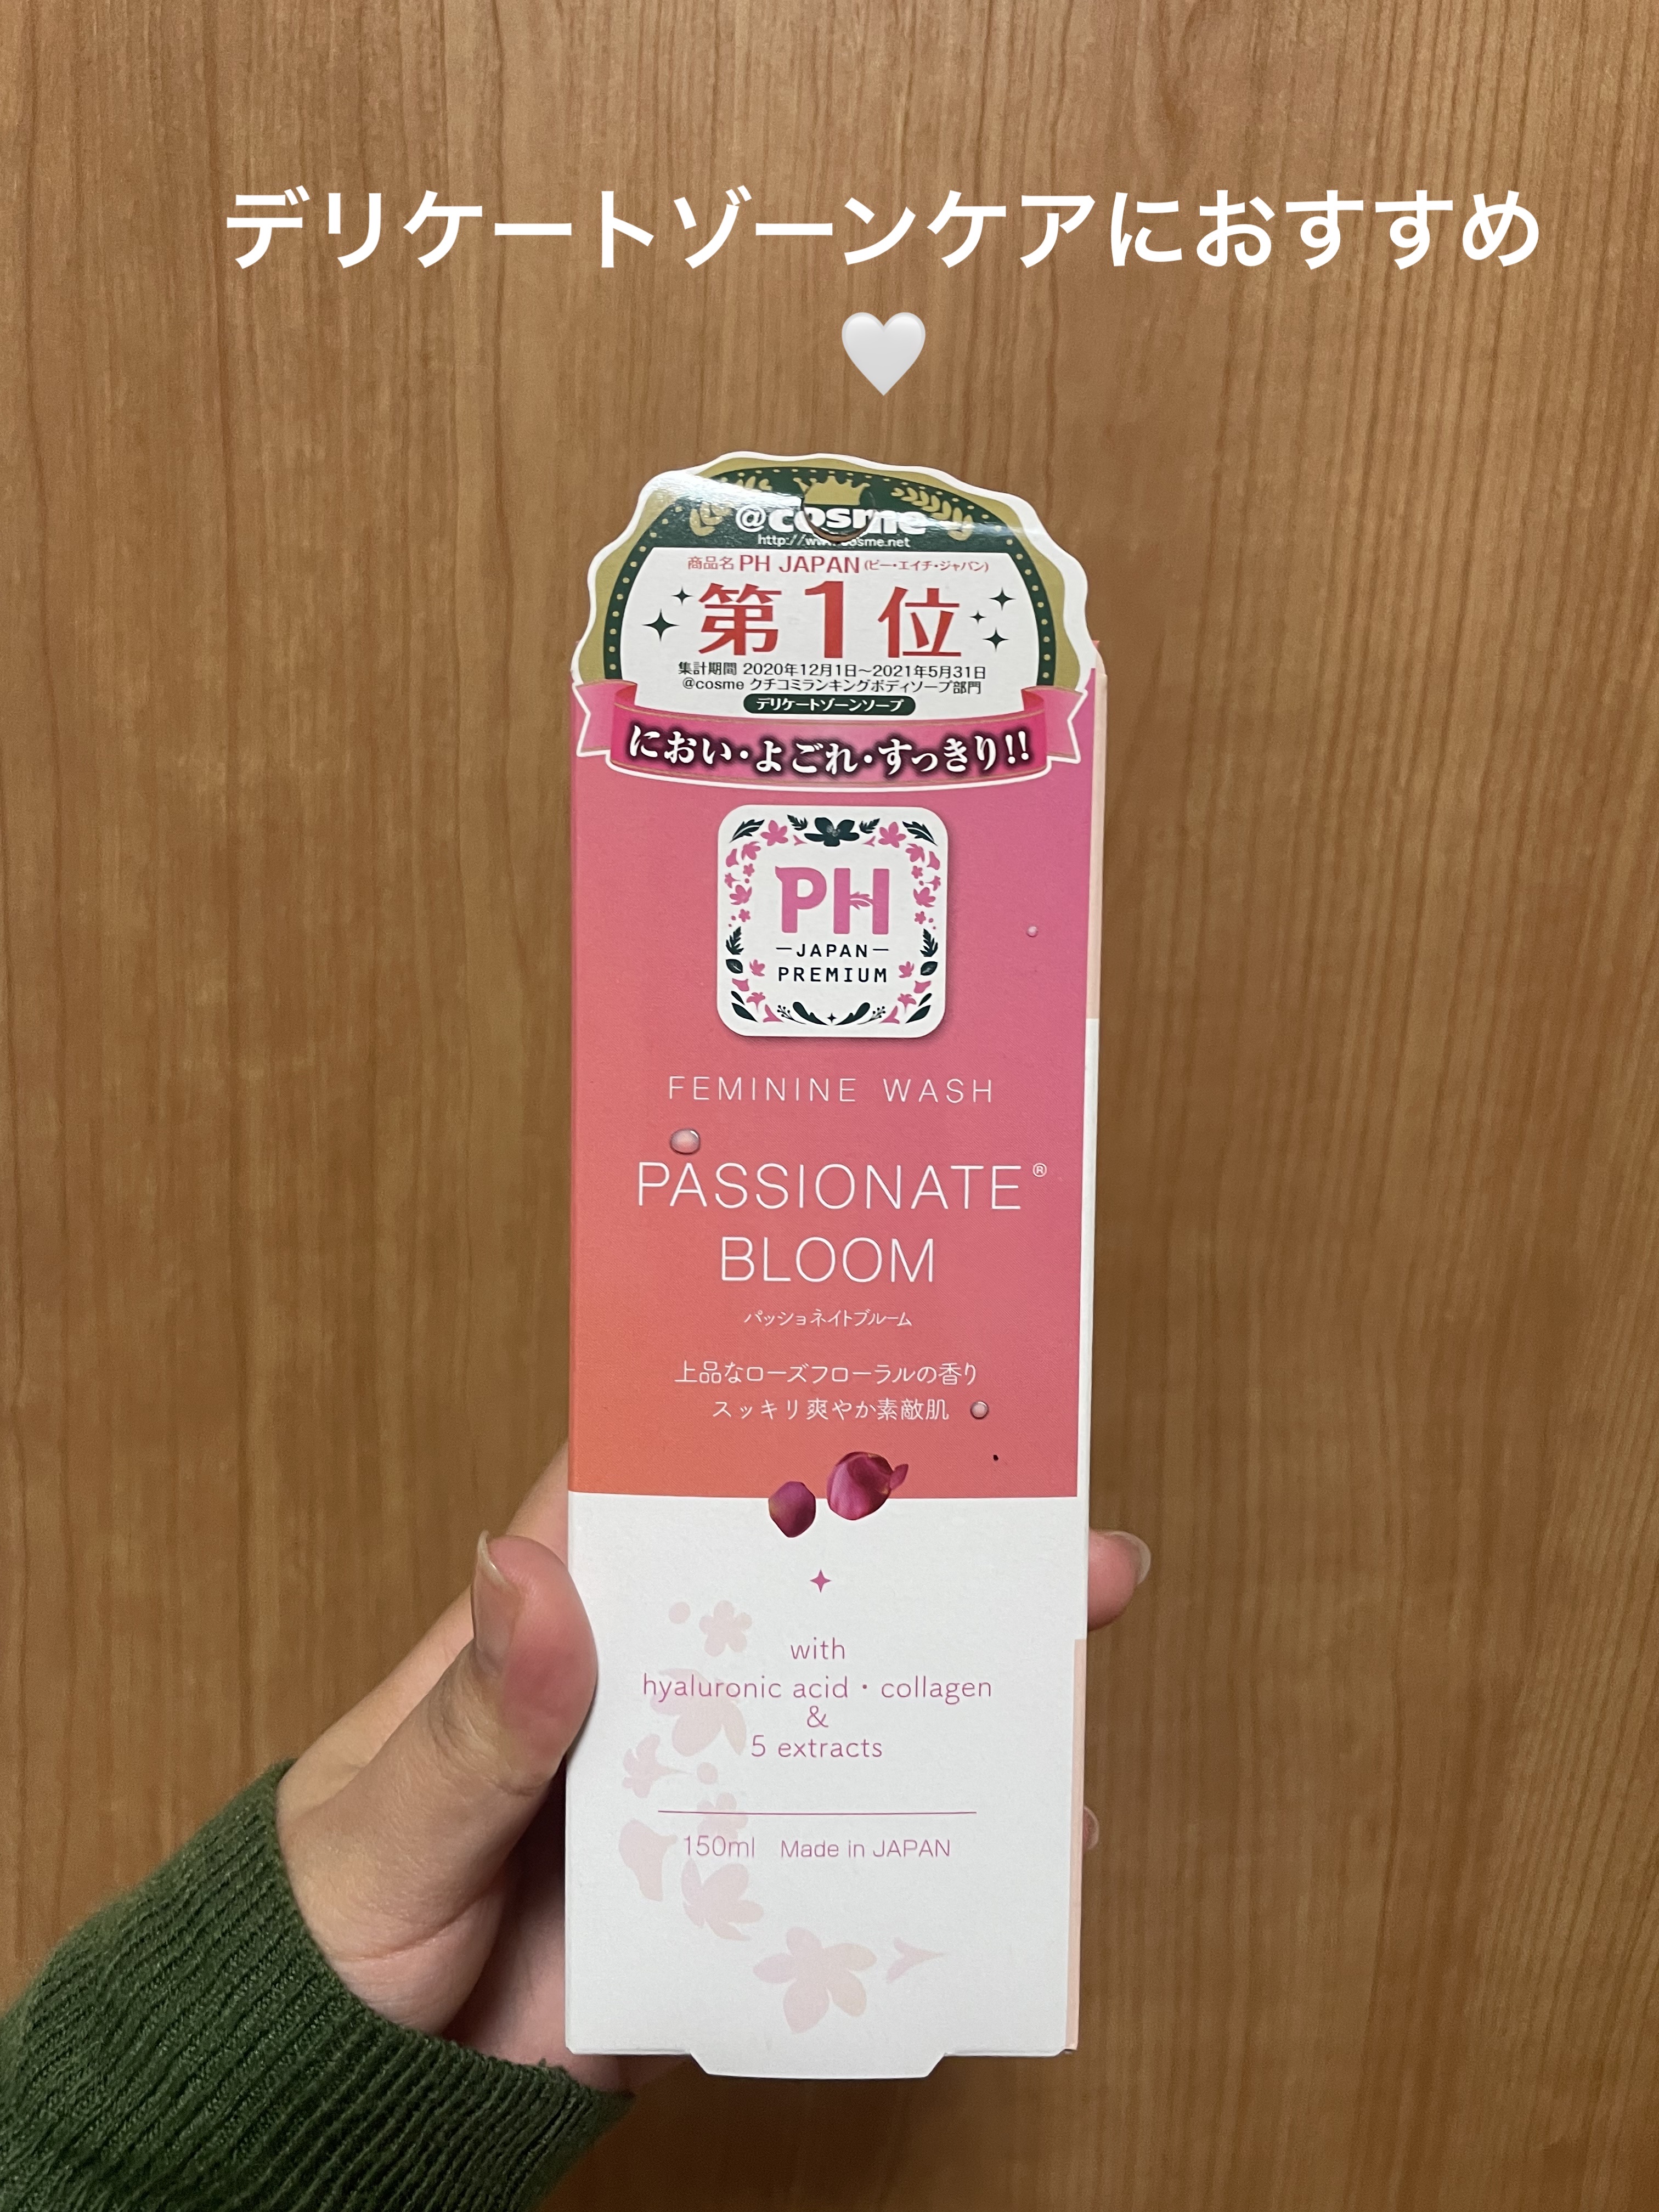 デリケートゾーンケアにおすすめ
🤍
@cosme
http://www.cosme.net
商品名 PH JAPAN (ピー・エイチ・ジャパン)
第1位
集計期間 2020年12月1日~2021年5月31日
@cosme クチコミランキングボディソープ部門
デリケートゾーンソープ
におい・よごれ・すっきり!!
PH
JAPAN
PREMIUM
FEMININE WASH
PASSIONATE®
BLOOM
パッショネイトブルーム
上品なローズフローラルの香り
スッキリ爽やか素敵肌
with
hyaluronic acid・collagen
&
5 extracts
150ml Made in JAPAN